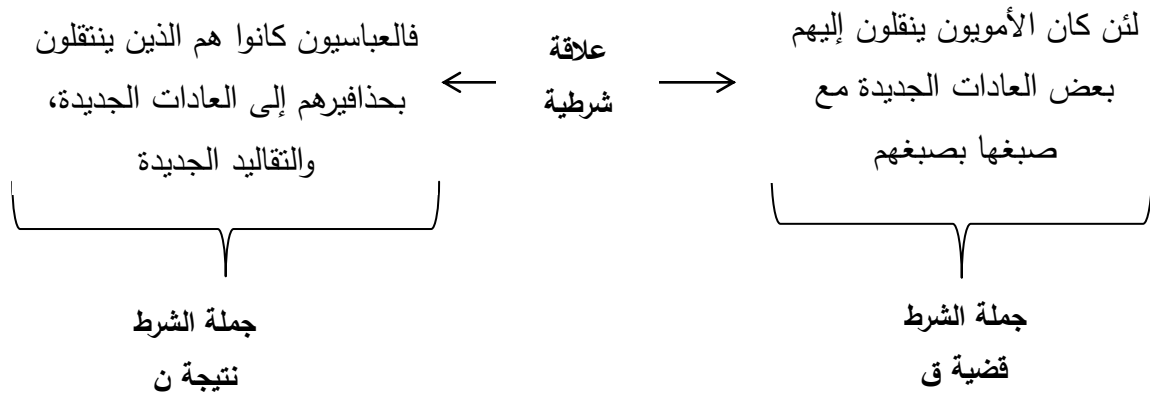 لئن كان الأمويون ينقلون إليهم
بعض العادات الجديدة مع
صبغها بصبغهم
علاقة
شرطية
فالعباسيون كانوا هم الذين ينتقلون
بحذافيرهم إلى العادات الجديدة،
والتقاليد الجديدة
جملة الشرط
قضية ق
جملة الشرط
نتيجة ن